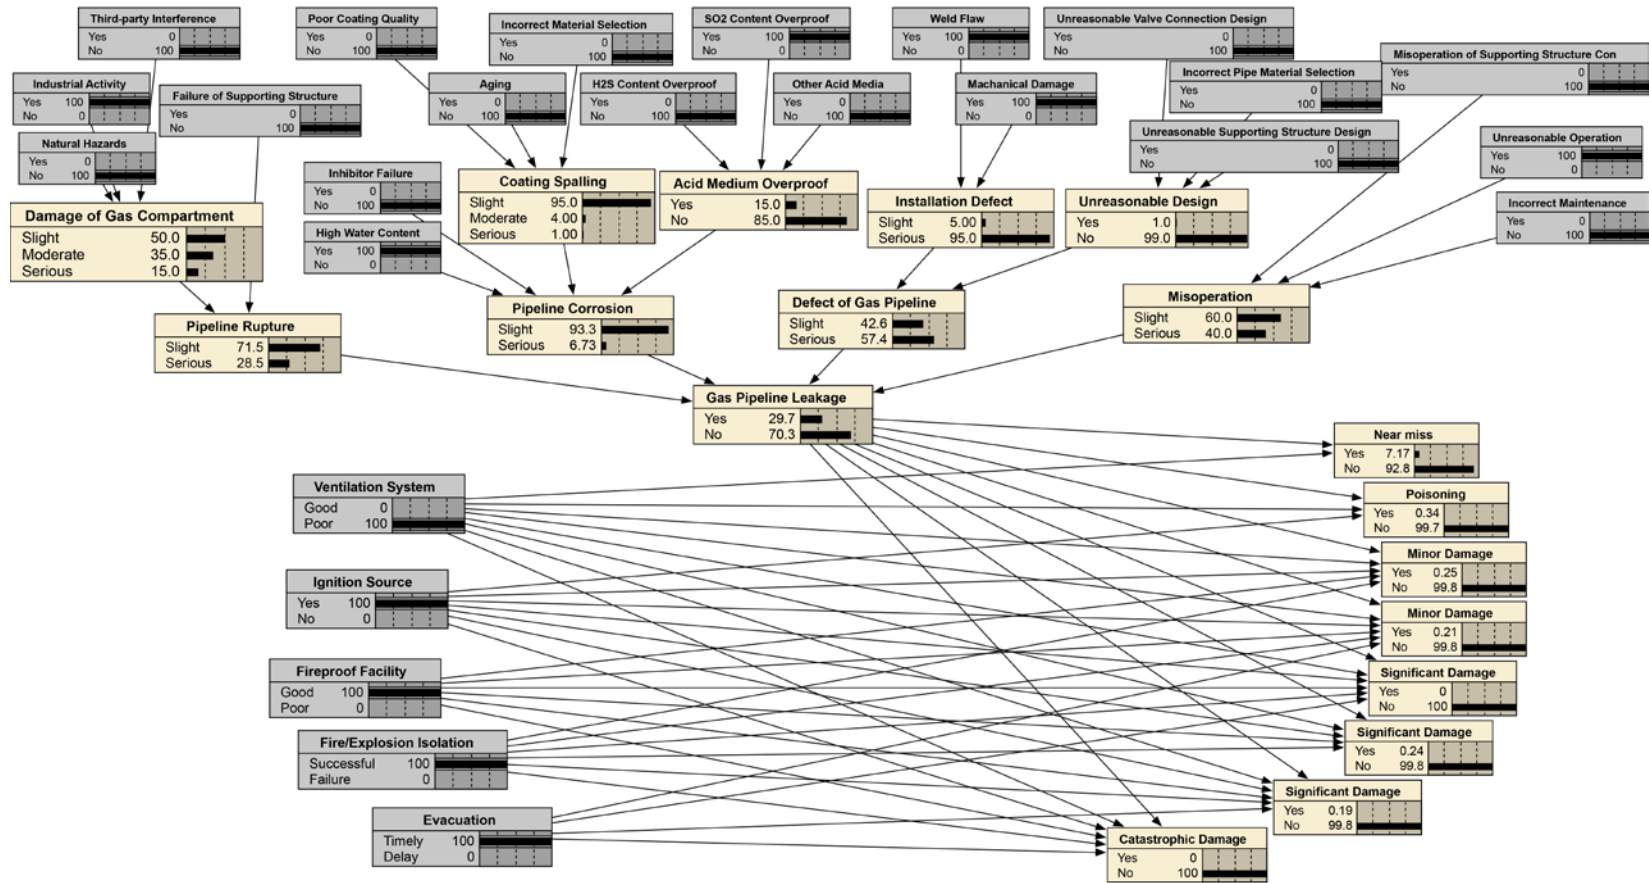 Third-party Interference
Yes 0
No 100
Poor Coating Quality
Yes 0
No 100
Incorrect Material Selection
Yes 0
No 100
SO2 Content Overproof
Yes 100
No 0
Weld Flaw
Yes 100
No 0
Unreasonable Valve Connection Design
Yes 0
No 100
Misoperation of Supporting Structure Con
Yes 0
No 100
Industrial Activity
Yes 100
No 0
Failure of Supporting Structure
Yes 0
No 100
Aging
Yes 0
No 100
H2S Content Overproof
Yes 0
No 100
Other Acid Media
Yes 0
No 100
Machanical Damage
Yes 100
No 0
Incorrect Pipe Material Selection
Yes 0
No 100
Unreasonable Supporting Structure Design
Yes 0
No 100
Unreasonable Operation
Yes 100
No 0
Natural Hazards
Yes 0
No 100
Inhibitor Failure
Yes 0
No 100
Coating Spalling
Slight 95.0
Moderate 4.00
Serious 1.00
Acid Medium Overproof
Yes 15.0
No 85.0
Installation Defect
Slight 5.00
Serious 95.0
Unreasonable Design
Yes 1.0
No 99.0
Incorrect Maintenance
Yes 0
No 100
Damage of Gas Compartment
Slight 50.0
Moderate 35.0
Serious 15.0
High Water Content
Yes 100
No 0
Pipeline Rupture
Slight 71.5
Serious 28.5
Pipeline Corrosion
Slight 93.3
Serious 6.73
Defect of Gas Pipeline
Slight 42.6
Serious 57.4
Misoperation
Slight 60.0
Serious 40.0
Gas Pipeline Leakage
Yes 29.7
No 70.3
Near miss
Yes 7.17
No 92.8
Ventilation System
Good 0
Poor 100
Poisoning
Yes 0.34
No 99.7
Minor Damage
Yes 0.25
No 99.8
Ignition Source
Yes 100
No 0
Minor Damage
Yes 0.21
No 99.8
Fireproof Facility
Good 100
Poor 0
Significant Damage
Yes 0
No 100
Fire/Explosion Isolation
Successful 100
Failure 0
Significant Damage
Yes 0.24
No 99.8
Significant Damage
Yes 0.19
No 99.8
Evacuation
Timely 100
Delay 0
Catastrophic Damage
Yes 0
No 100